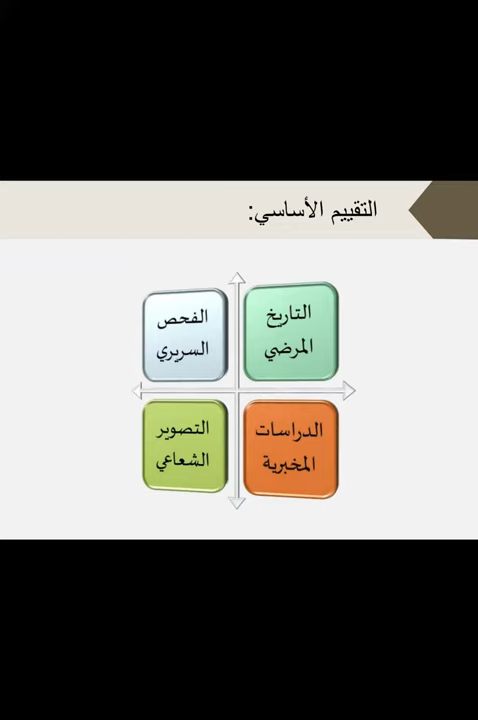 التقييم الأساسي:
التاريخ
المرضي
الفحص
السريري
الدراسات
المخبرية
التصوير
الشعاعي